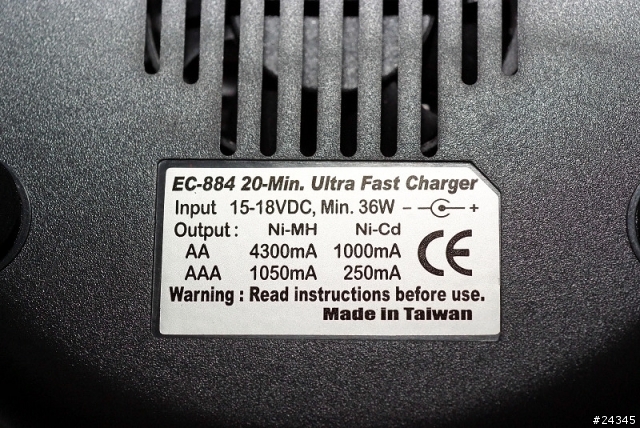 EC-884 20-Min. Ultra Fast Charger
Input 15-18VDC, Min. 36W - +
Output : Ni-MH Ni-Cd
AA 4300mA 1000mA
AAA 1050mA 250mA
CE
Warning : Read instructions before use.
Made in Taiwan
#24345